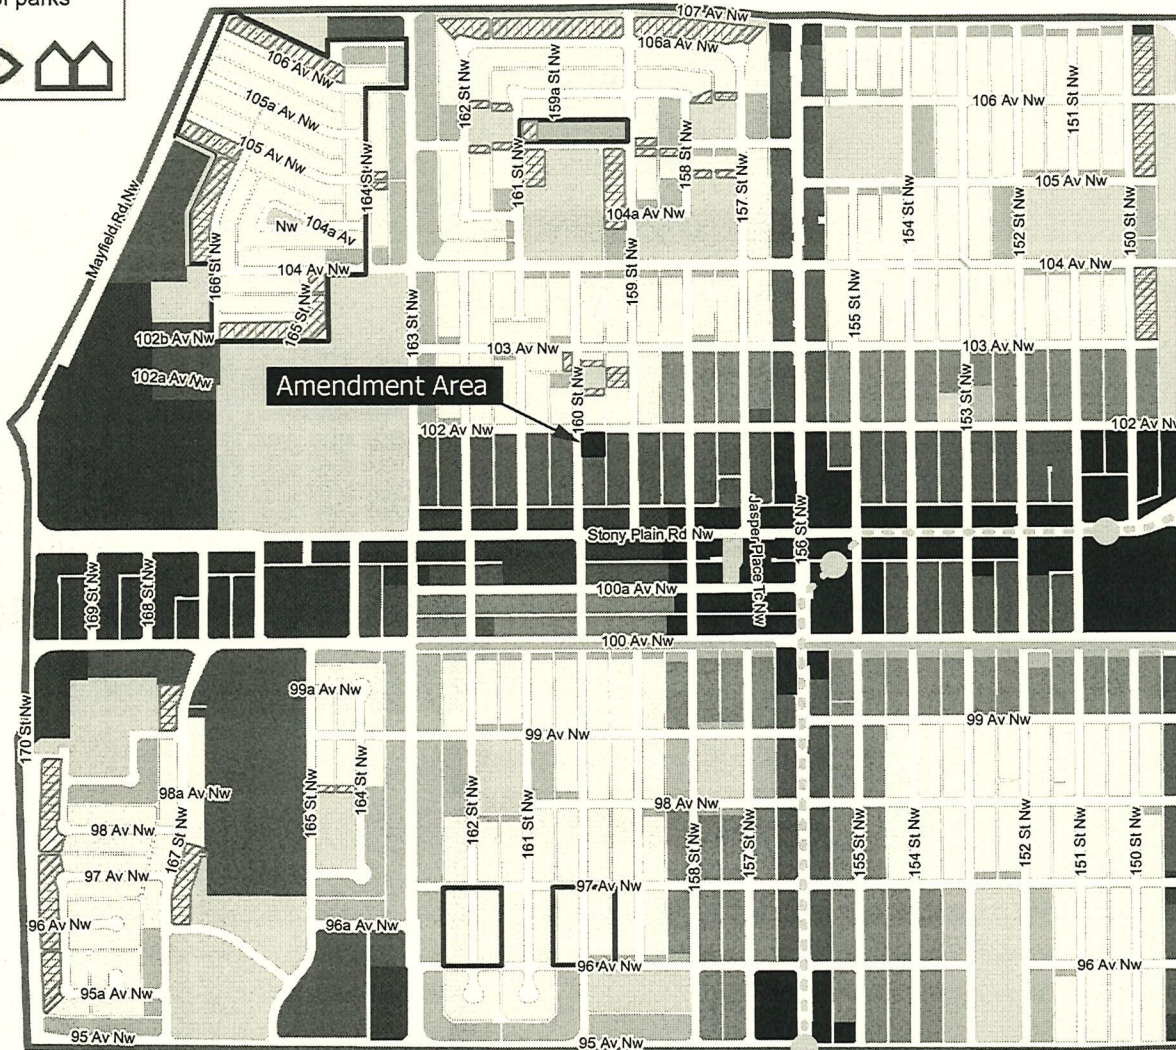 of parks
107 Av Nw
106a Av Nw
106 Av Nw
162 St Nw
159a St Nw
106 Av Nw
151 St Nw
105a Av Nw
105 Av Nw
164 St Nw
161 St Nw
158 St Nw
157 St Nw
105 Av Nw
154 St Nw
152 St Nw
150 St Nw
Mayfield Rd Nw
104a Av
Nw
104a Av Nw
166 St Nw
104 Av Nw
159 St Nw
104 Av Nw
165 St Nw
163 St Nw
155 St Nw
102b Av Nw
103 Av Nw
103 Av Nw
102a Av Nw
160 St Nw
153 St Nw
Amendment Area
102 Av Nw
102 Av Nw
Stony Plain Rd Nw
Jasper Place Tc Nw
156 St Nw
169 St Nw
168 St Nw
100a Av Nw
100 Av Nw
99a Av Nw
170 St Nw
99 Av Nw
99 Av Nw
98a Av Nw
165 St Nw
164 St Nw
162 St Nw
161 St Nw
98 Av Nw
98 Av Nw
167 St Nw
158 St Nw
157 St Nw
155 St Nw
154 St Nw
152 St Nw
151 St Nw
150 St Nw
97 Av Nw
97 Av Nw
96 Av Nw
96a Av Nw
96 Av Nw
96 Av Nw
95a Av Nw
95 Av Nw
95 Av Nw